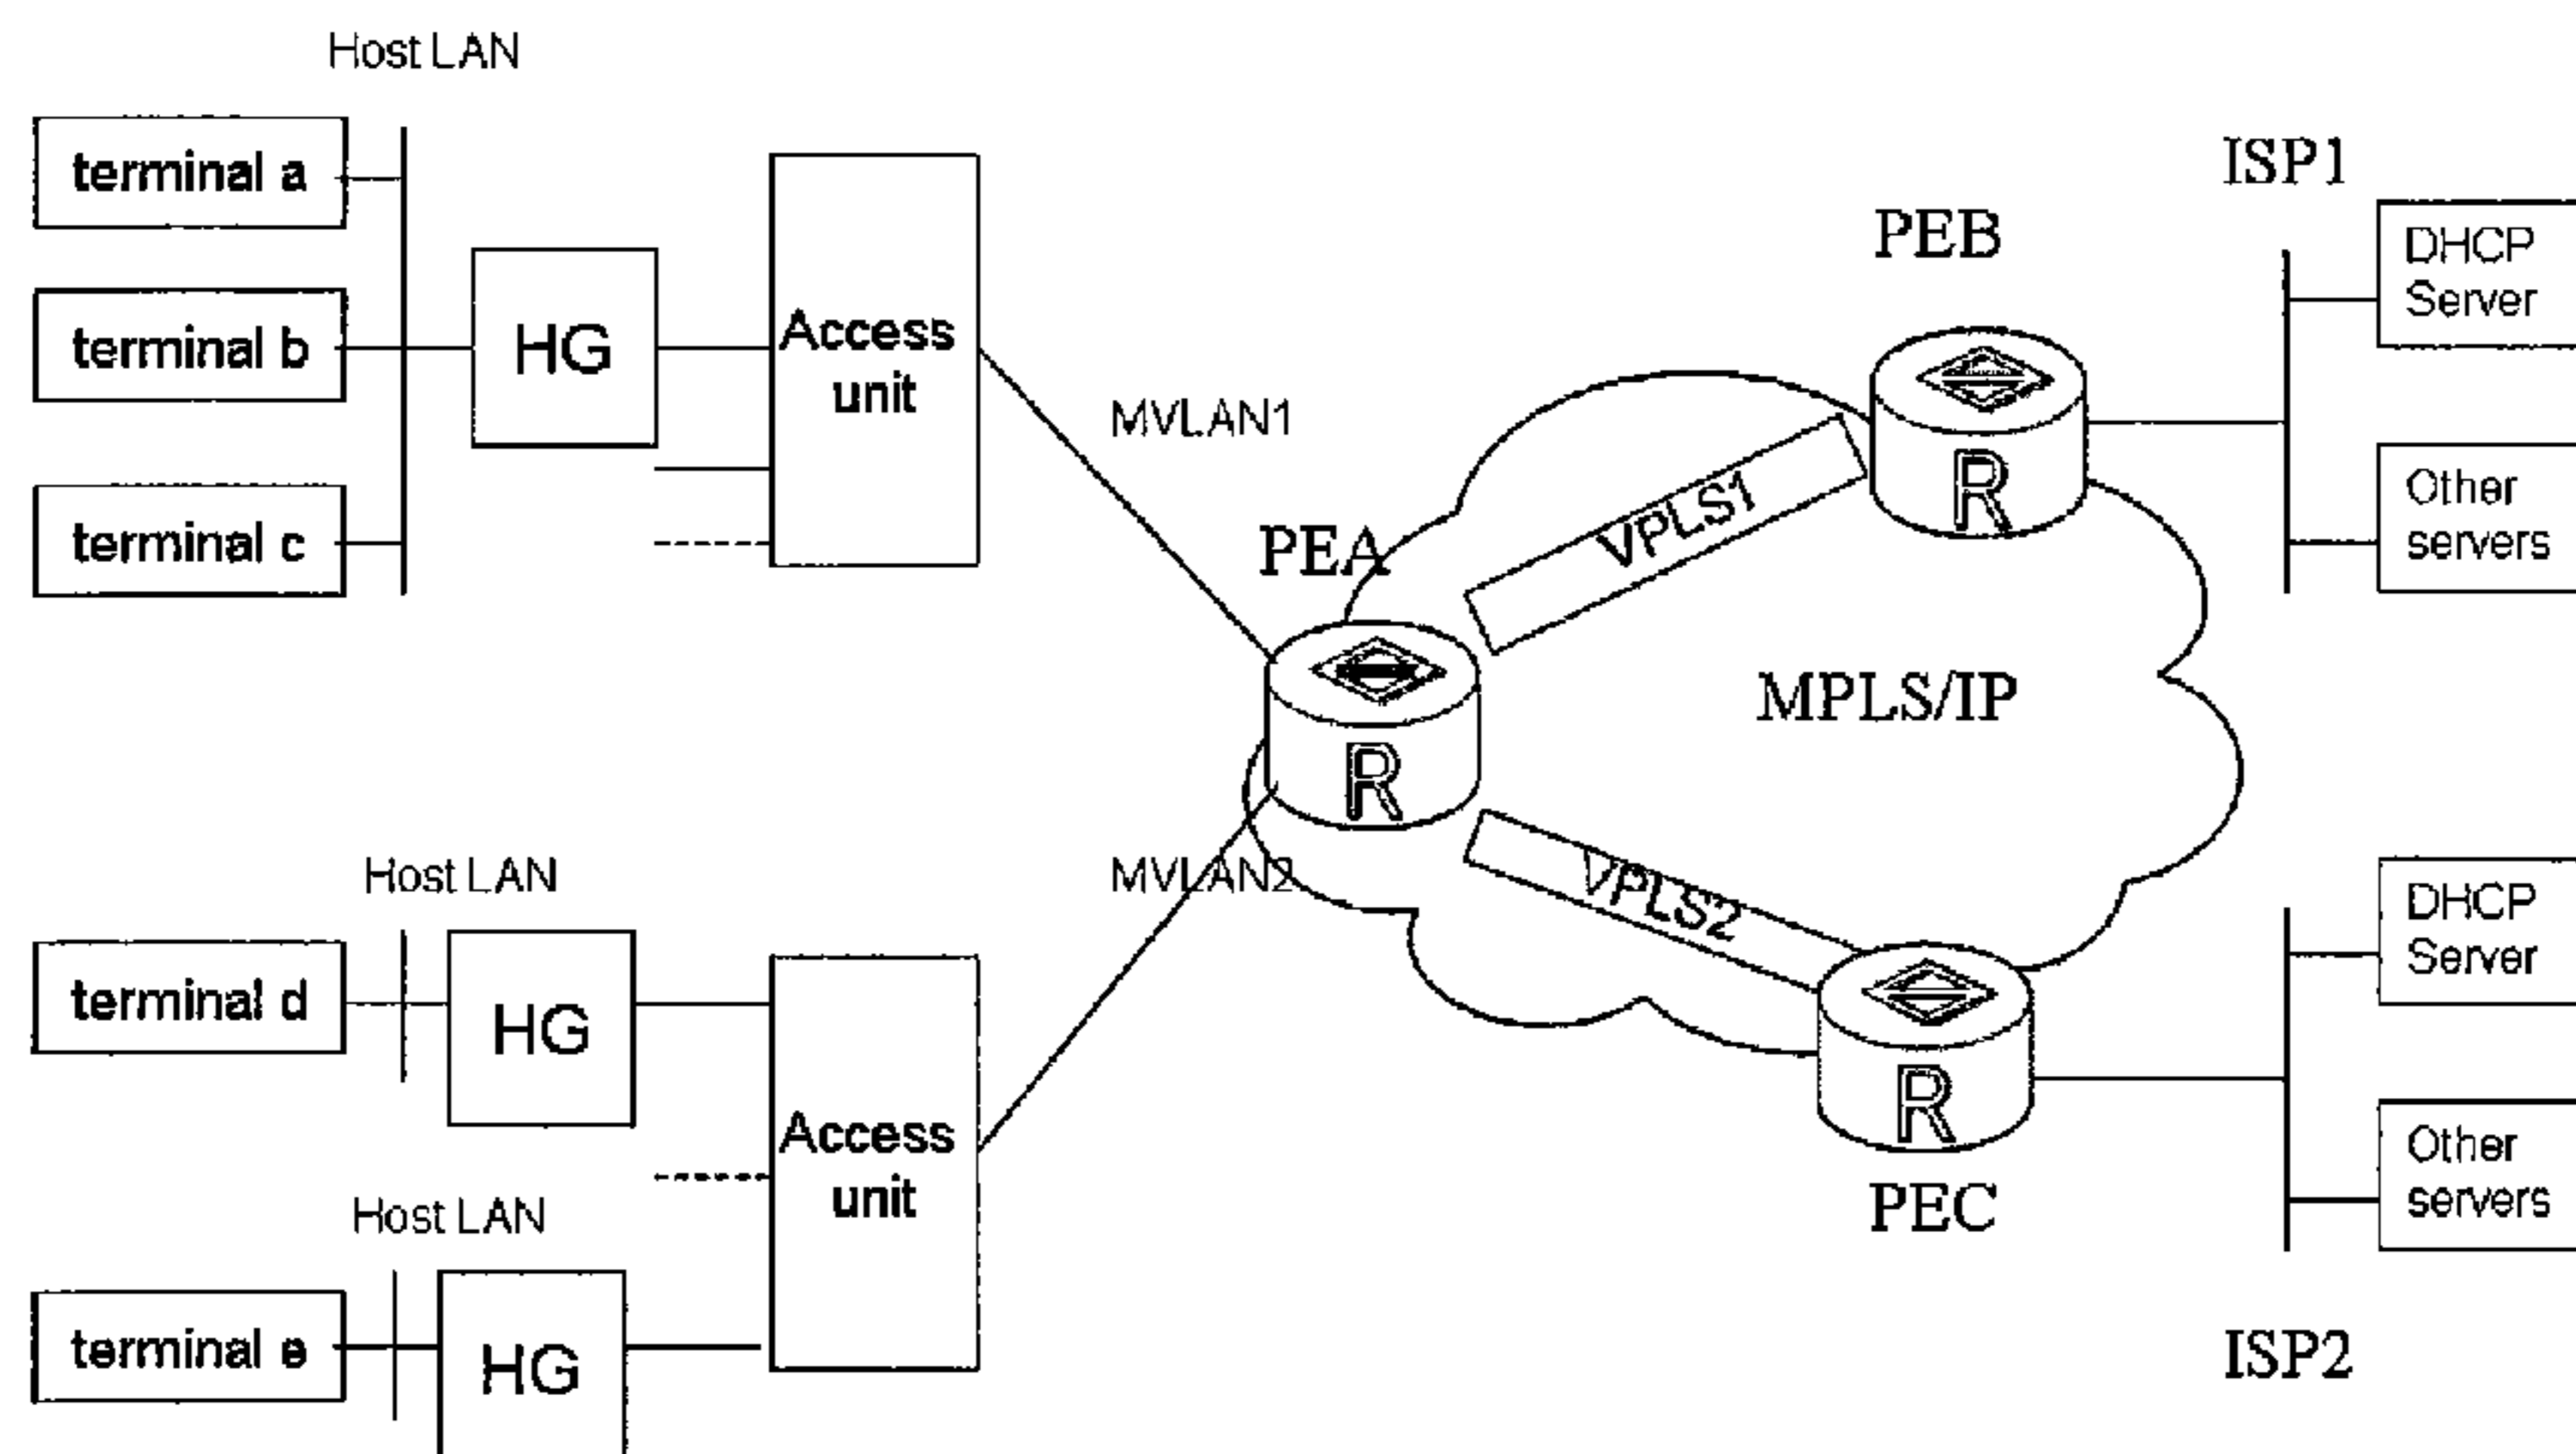 Host LAN
terminal a
terminal b
terminal c
HG
Access
unit
MVLAN1
PEA
R
VPLS1
PEB
R
MPLS/IP
ISP1
DHCP
Server
Other
servers
Host LAN
terminal d
HG
Host LAN
terminal e
HG
Access
unit
MVLAN2
VPLS2
R
PEC
DHCP
Server
Other
servers
ISP2